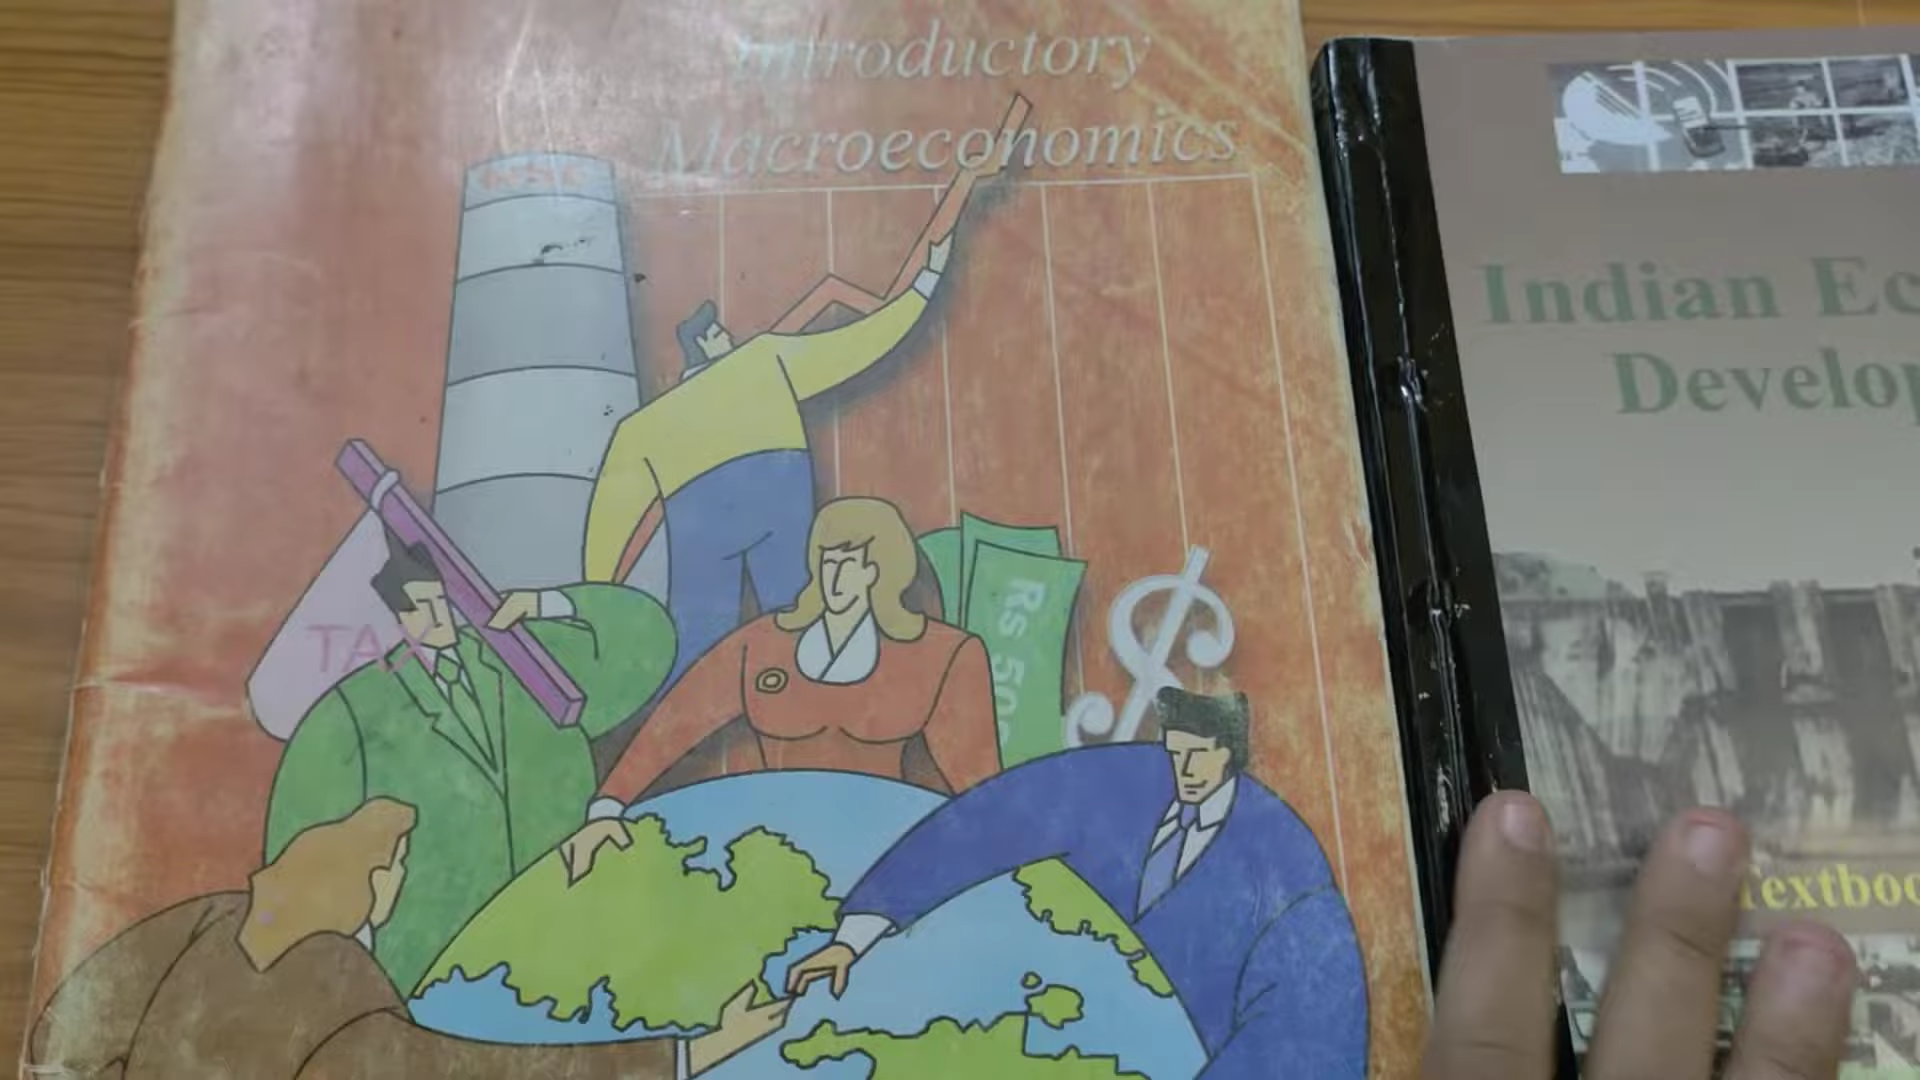 Introductory
Macroeconomics
TAX
Rs 500
Indian Ec
Develop
Textboo